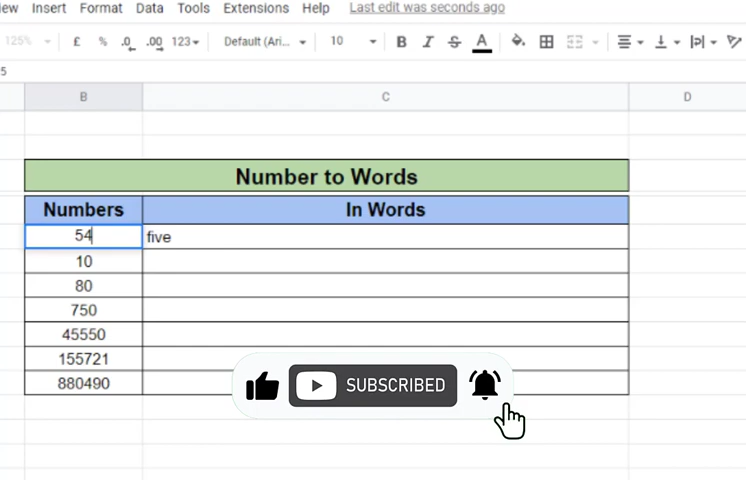 iew Insert Format Data Tools Extensions Help Last edit was seconds ago
125% £ % .0 .00 123 Default (Ari... 10 B I S A
5
B C D
Number to Words
Numbers In Words
54 five
10
80
750
45550
155721
880490
SUBSCRIBED